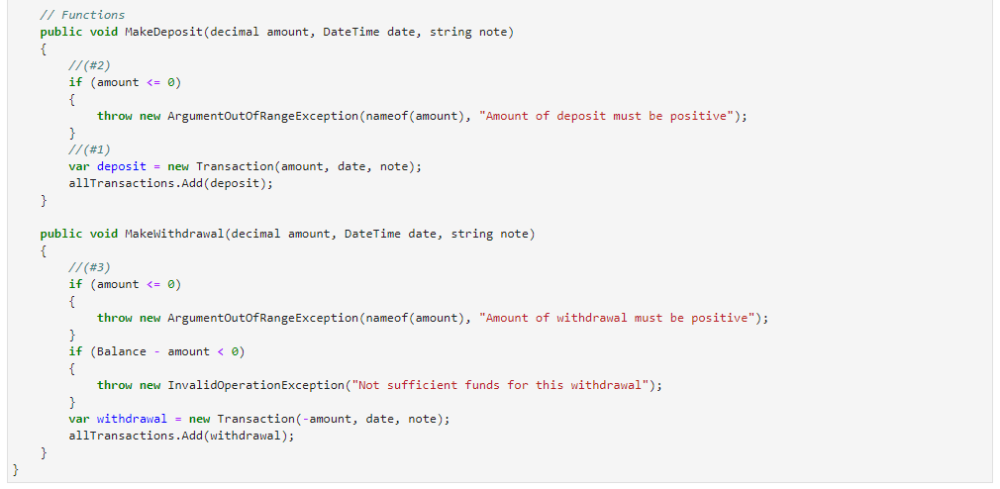 // Functions
public void MakeDeposit(decimal amount, DateTime date, string note)
{
//(#2)
if (amount <= 0)
{
throw new ArgumentOutOfRangeException(nameof(amount), "Amount of deposit must be positive");
}
//(#1)
var deposit = new Transaction(amount, date, note);
allTransactions.Add(deposit);
}
public void MakeWithdrawal(decimal amount, DateTime date, string note)
{
//(#3)
if (amount <= 0)
{
throw new ArgumentOutOfRangeException(nameof(amount), "Amount of withdrawal must be positive");
}
if (Balance - amount < 0)
{
throw new InvalidOperationException("Not sufficient funds for this withdrawal");
}
var withdrawal = new Transaction(-amount, date, note);
allTransactions.Add(withdrawal);
}
}